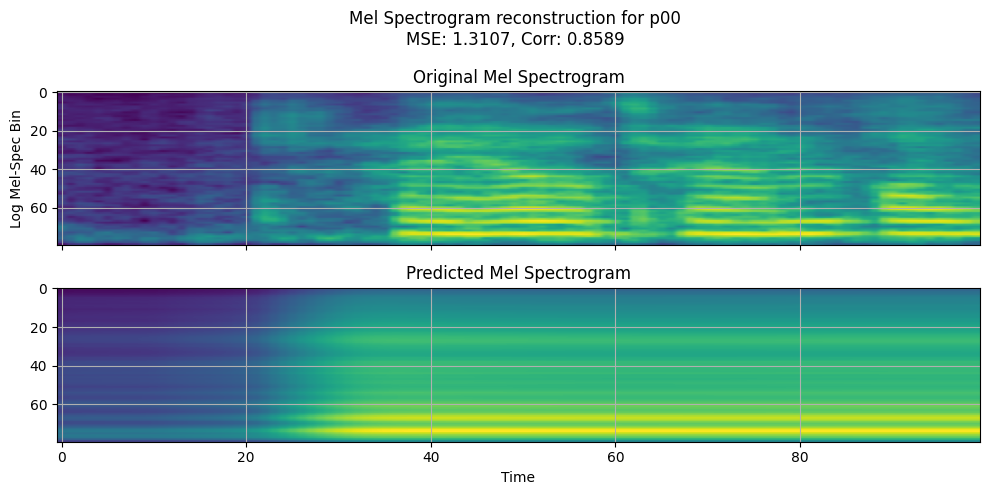 Mel Spectrogram reconstruction for p00
MSE: 1.3107, Corr: 0.8589
Original Mel Spectrogram
0
20
40
60
Log Mel-Spec Bin
Predicted Mel Spectrogram
0
20
40
60
0 20 40 60 80
Time